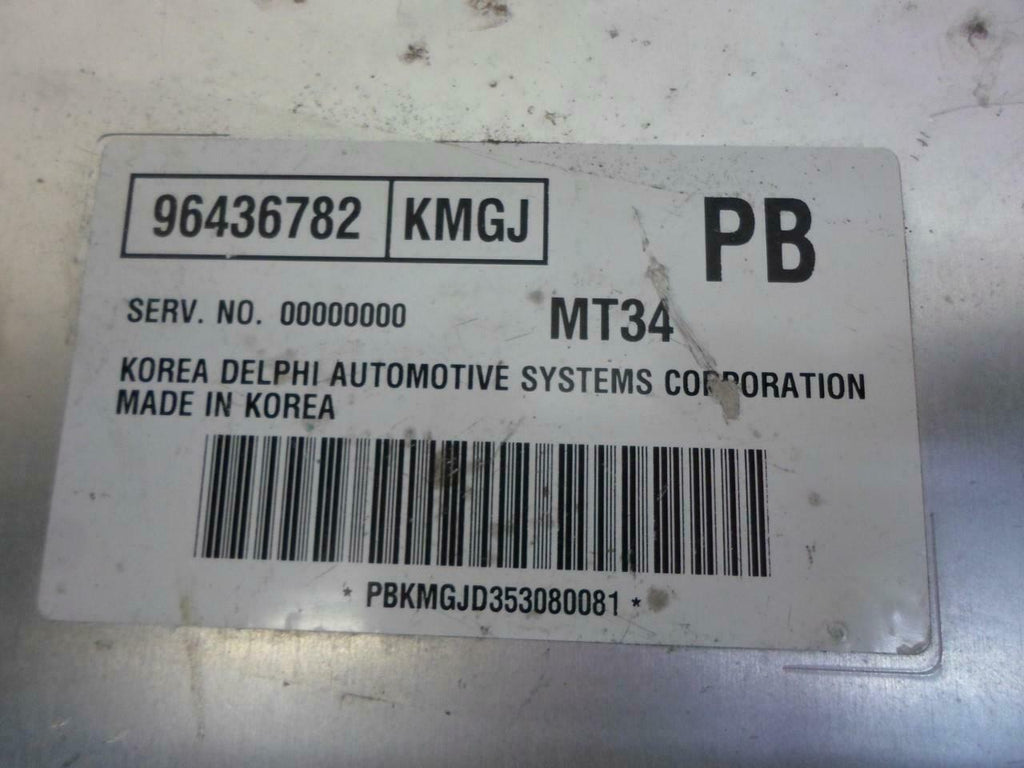 96436782 KMGJ PB
SERV. NO. 00000000 MT34
KOREA DELPHI AUTOMOTIVE SYSTEMS CORPORATION
MADE IN KOREA
* PBKMGJD353080081 *